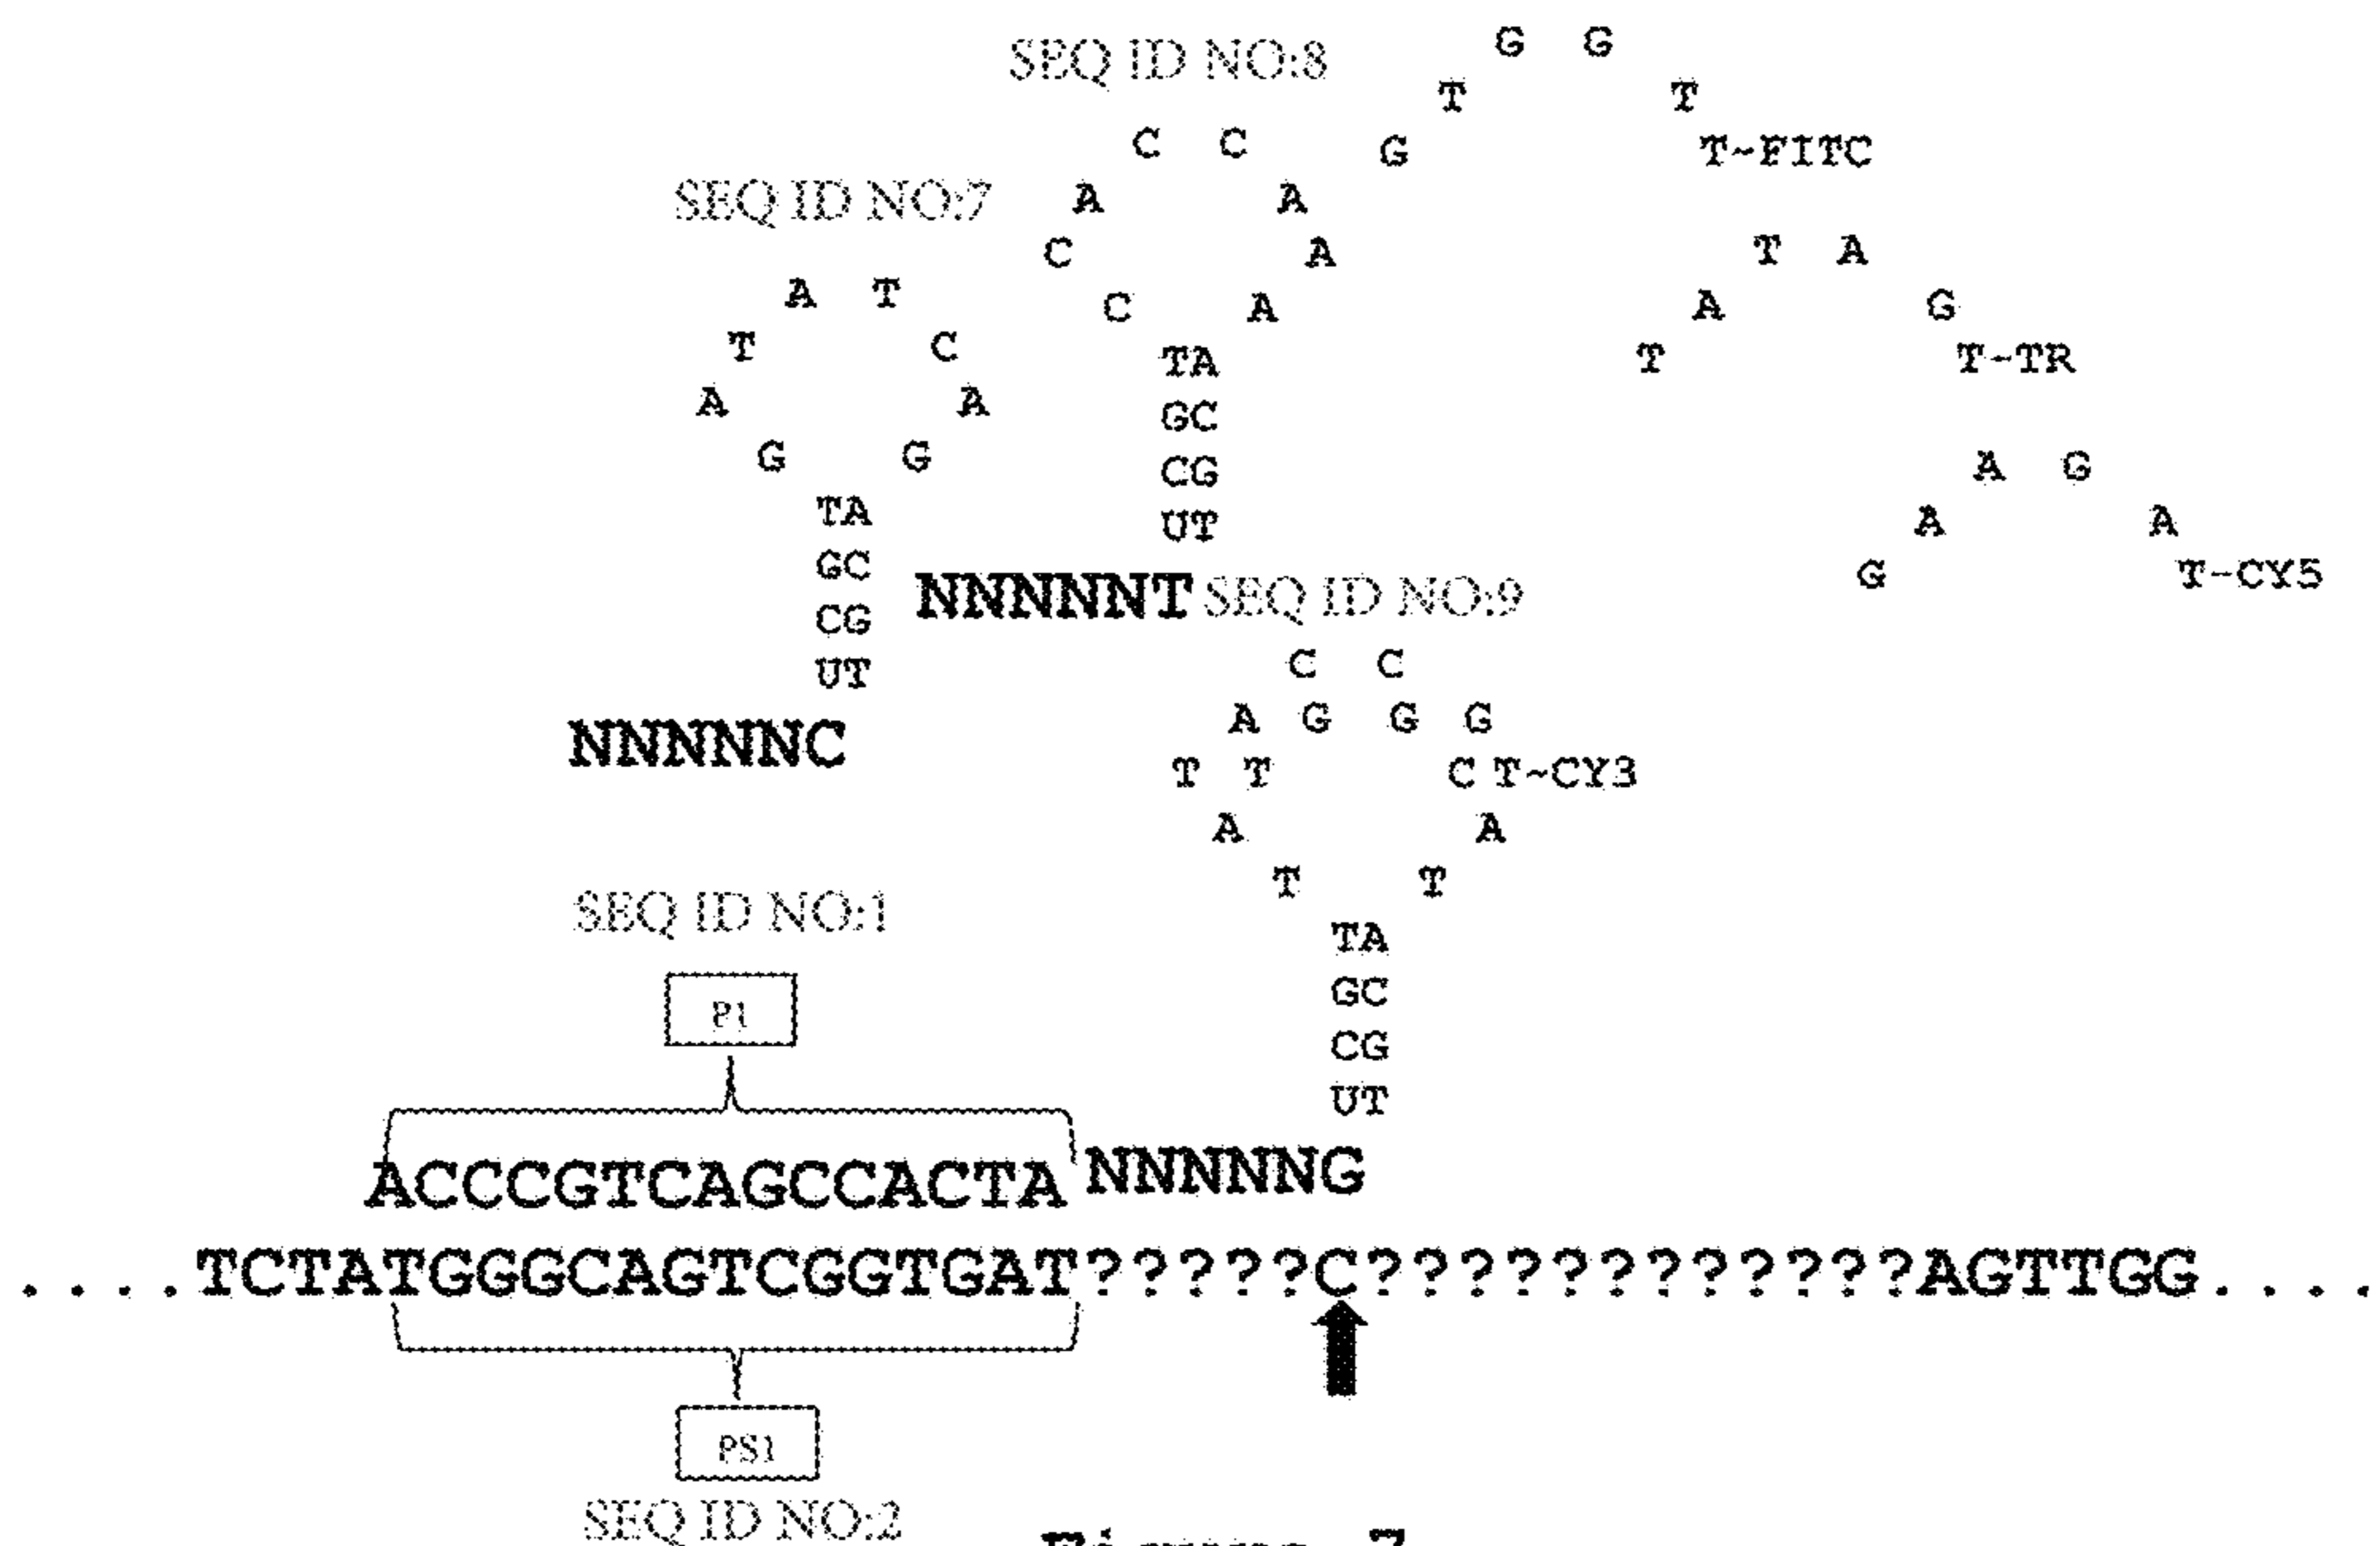 G G
SEQ ID NO:8
T T
C C G T~FITC
SEQ ID NO:7 A A
C A T A
A T C A A G
T C TA T T-TR
A A GC
G G CG A G
TA UT A A
GC NNNNNT SEQ ID NO:9 G T-CY5
CG
UT C C
NNNNNC A G G G
T T C T~CY3
A A
T T
SEQ ID NO:1
TA
P1 GC
CG
UT
ACCCGTCAGCCACTA NNNNNG
....TCTATGGGCAGTCGGTGAT?????C????????????AGTTGG....
PS1
SEQ ID NO:2